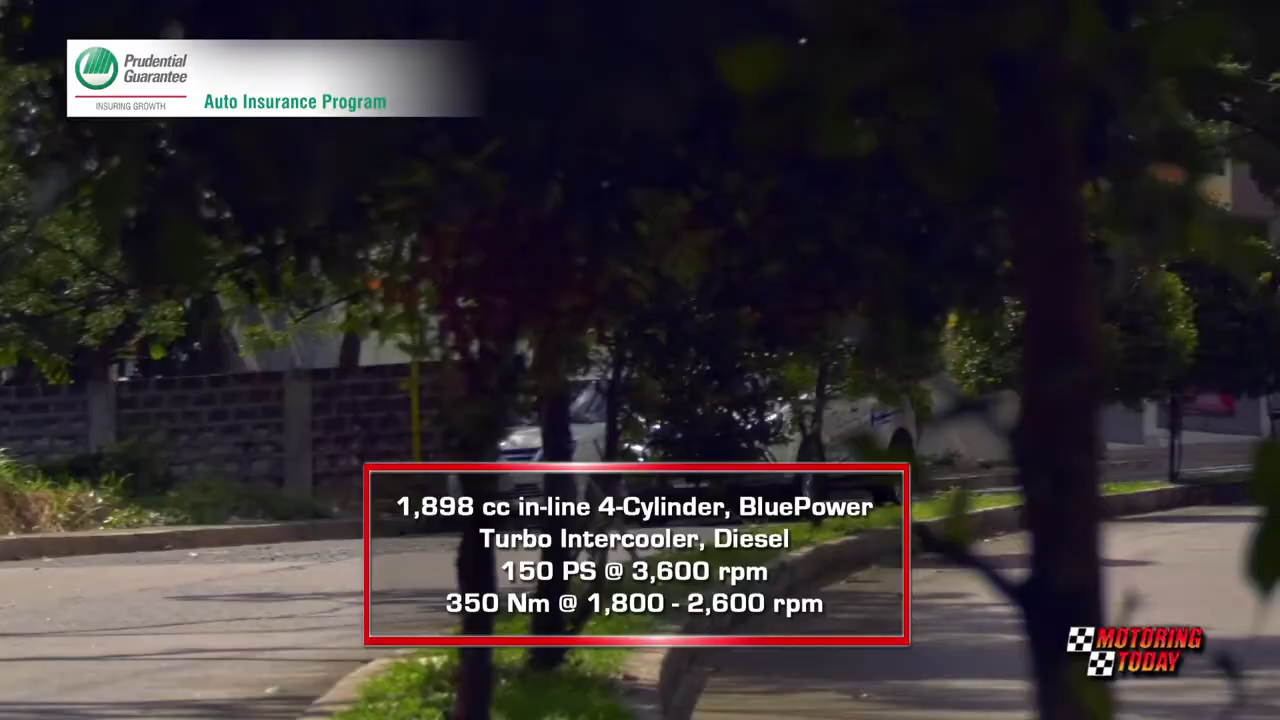 Prudential
Guarantee
INSURING GROWTH
Auto Insurance Program
1,898 cc in-line 4-Cylinder, BluePower
Turbo Intercooler, Diesel
150 PS @ 3,600 rpm
350 Nm @ 1,800 - 2,600 rpm
MOTORING
TODAY